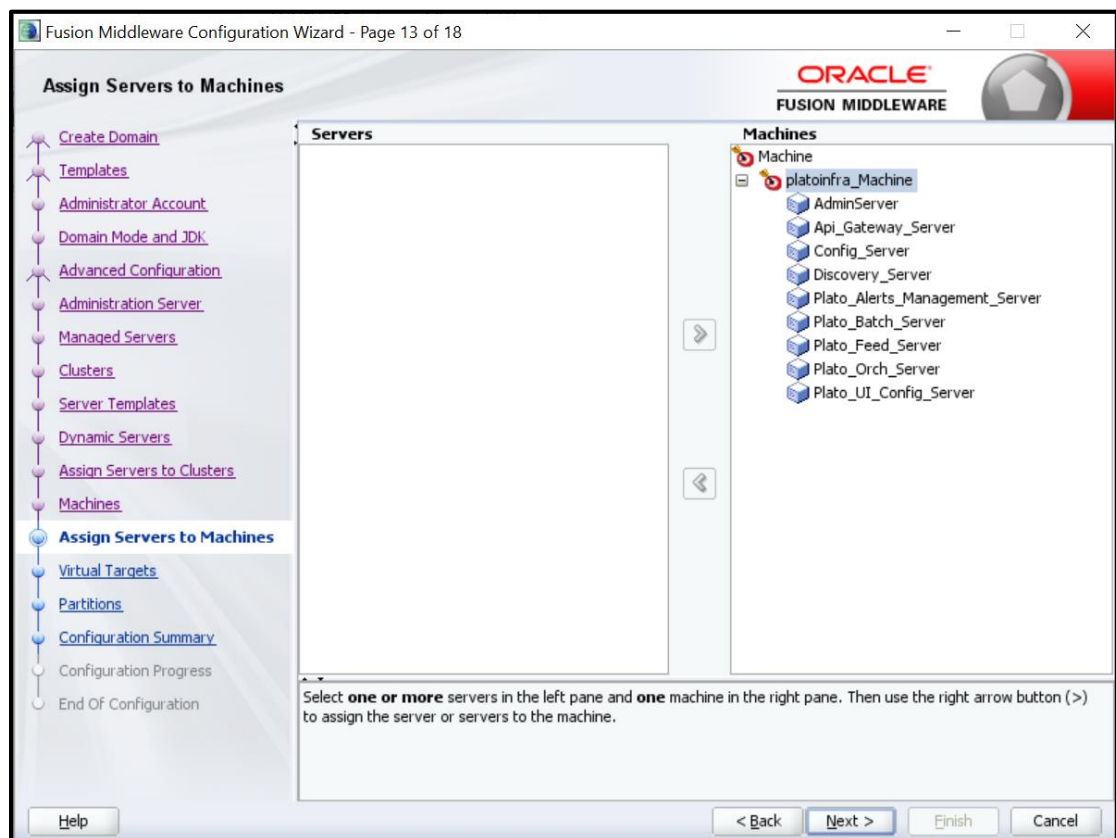 Fusion Middleware Configuration Wizard - Page 13 of 18
Assign Servers to Machines
ORACLE
FUSION MIDDLEWARE
Create Domain
Templates
Administrator Account
Domain Mode and JDK
Advanced Configuration
Administration Server
Managed Servers
Clusters
Server Templates
Dynamic Servers
Assign Servers to Clusters
Machines
Assign Servers to Machines
Virtual Targets
Partitions
Configuration Summary
Configuration Progress
End Of Configuration
Servers
Machines
Machine
platoinfra_Machine
AdminServer
Api_Gateway_Server
Config_Server
Discovery_Server
Plato_Alerts_Management_Server
Plato_Batch_Server
Plato_Feed_Server
Plato_Orch_Server
Plato_UI_Config_Server
Select one or more servers in the left pane and one machine in the right pane. Then use the right arrow button (>)
to assign the server or servers to the machine.
Help
< Back
Next >
Finish
Cancel